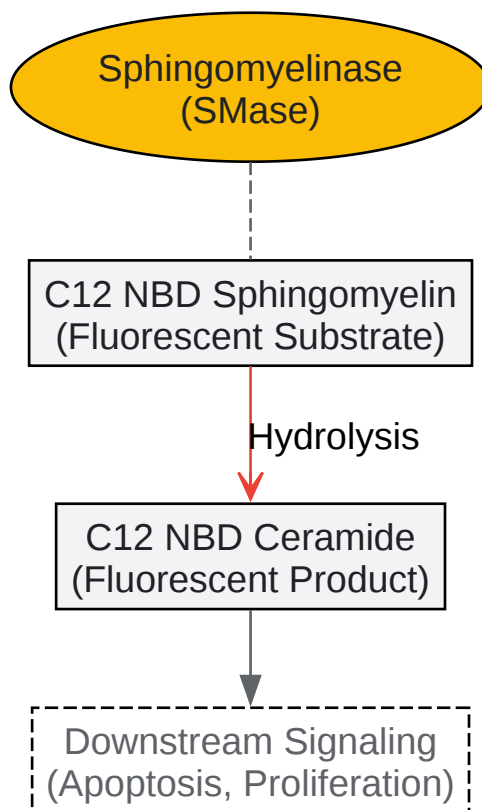 Sphingomyelinase
(SMase)
C12 NBD Sphingomyelin
(Fluorescent Substrate)
Hydrolysis
C12 NBD Ceramide
(Fluorescent Product)
Downstream Signaling
(Apoptosis, Proliferation)